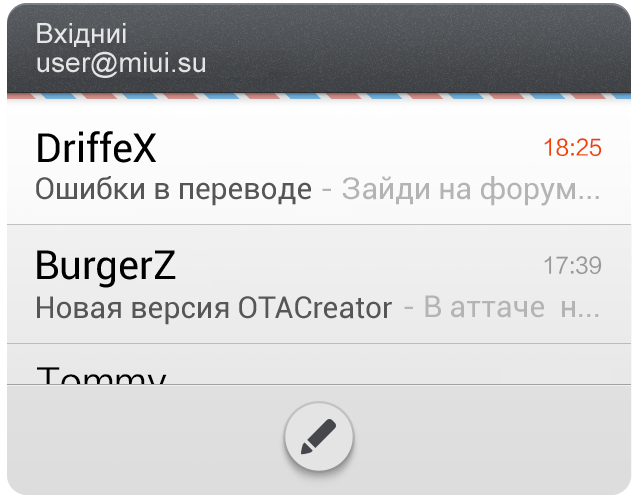 Вхідниі
user@miui.su
DriffeX 18:25
Ошибки в переводе - Зайди на форум...
BurgerZ 17:39
Новая версия OTACreator - В аттаче н...
Tommy